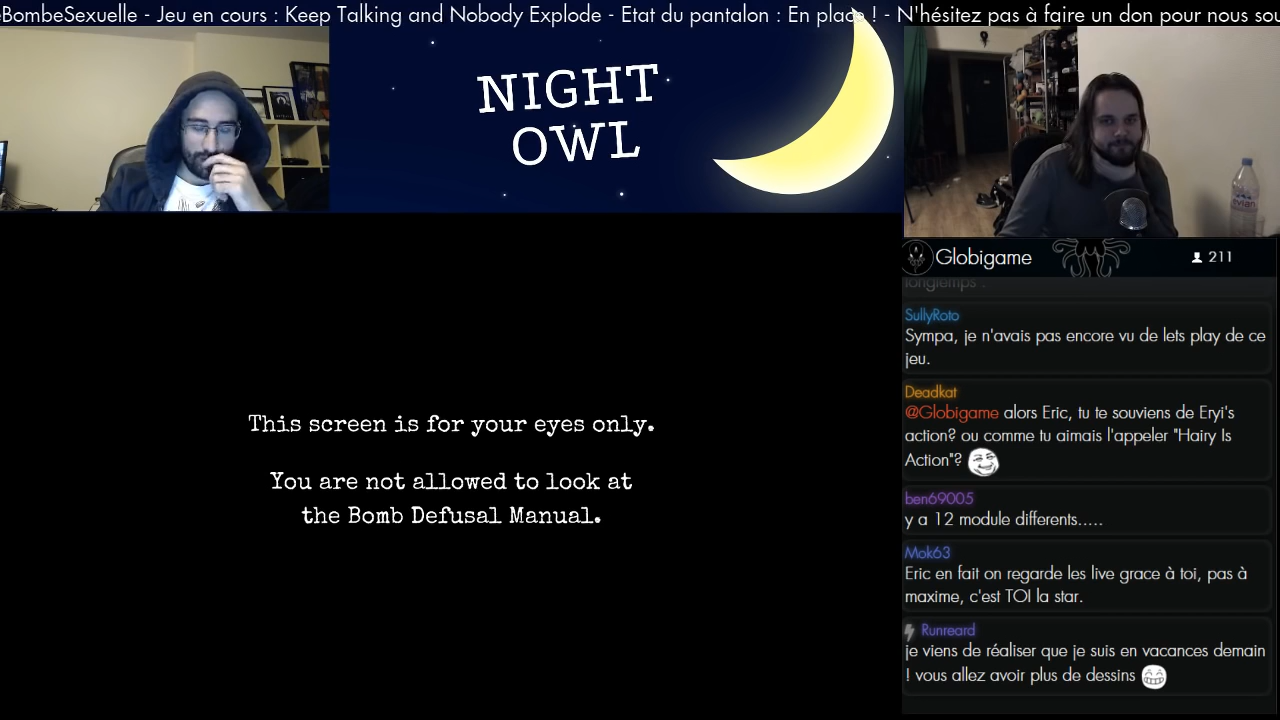 BombeSexuelle - Jeu en cours : Keep Talking and Nobody Explode - Etat du pantalon : En place ! - N'hésitez pas à faire un don pour nous sou
NIGHT
OWL
evian
Globigame
211
longtemps :
SullyRoto
Sympa, je n'avais pas encore vu de lets play de ce
jeu.
Deadkat
@Globigame alors Eric, tu te souviens de Eryi's
action? ou comme tu aimais l'appeler "Hairy Is
Action"?
ben69005
y a 12 module differents.....
Mok63
Eric en fait on regarde les live grace à toi, pas à
maxime, c'est TOI la star.
Runreard
je viens de réaliser que je suis en vacances demain
! vous allez avoir plus de dessins
This screen is for your eyes only.
You are not allowed to look at
the Bomb Defusal Manual.